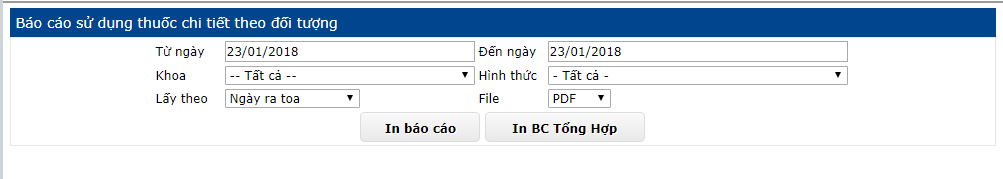 Báo cáo sử dụng thuốc chi tiết theo đối tượng
Từ ngày 23/01/2018 Đến ngày 23/01/2018
Khoa -- Tất cả -- Hình thức - Tất cả -
Lấy theo Ngày ra toa File PDF
In báo cáo In BC Tổng Hợp